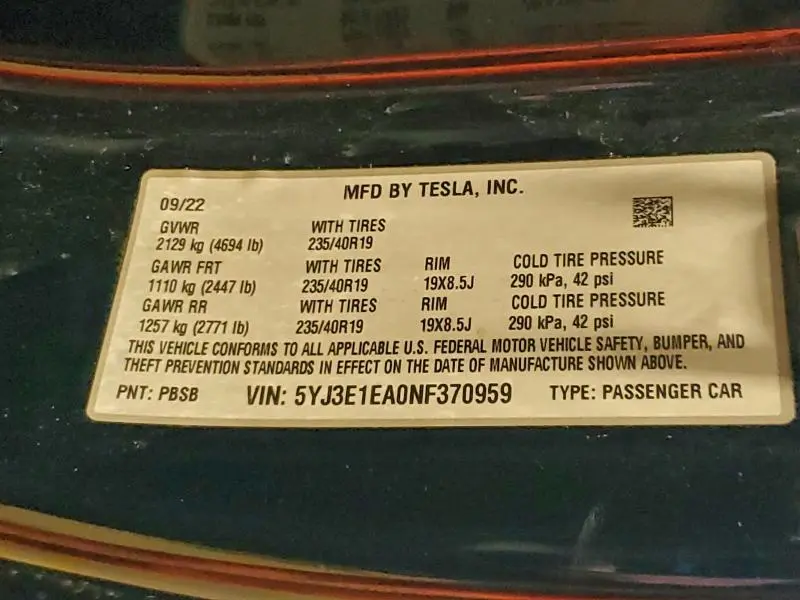 MFD BY TESLA, INC.
09/22
GVWR WITH TIRES
2129 kg (4694 lb) 235/40R19
GAWR FRT WITH TIRES RIM COLD TIRE PRESSURE
1110 kg (2447 lb) 235/40R19 19X8.5J 290 kPa, 42 psi
GAWR RR WITH TIRES RIM COLD TIRE PRESSURE
1257 kg (2771 lb) 235/40R19 19X8.5J 290 kPa, 42 psi
THIS VEHICLE CONFORMS TO ALL APPLICABLE U.S. FEDERAL MOTOR VEHICLE SAFETY, BUMPER, AND
THEFT PREVENTION STANDARDS IN EFFECT ON THE DATE OF MANUFACTURE SHOWN ABOVE.
PNT: PBSB VIN: 5YJ3E1EA0NF370959 TYPE: PASSENGER CAR